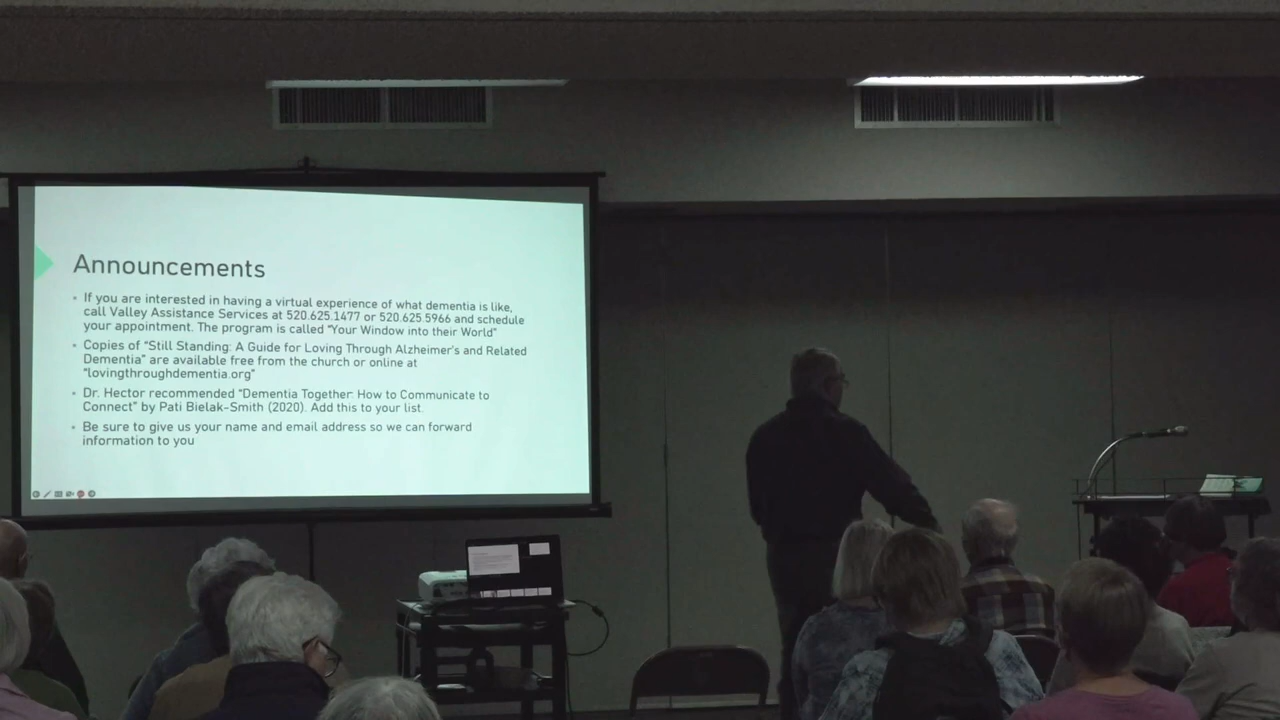 Announcements
If you are interested in having a virtual experience of what dementia is like,
call Valley Assistance Services at 520.625.1477 or 520.625.5966 and schedule
your appointment. The program is called "Your Window into their World"
Copies of "Still Standing: A Guide for Loving Through Alzheimer's and Related
Dementia" are available free from the church or online at
"lovingthroughdementia.org"
Dr. Hector recommended "Dementia Together: How to Communicate to
Connect" by Pati Bielak-Smith (2020). Add this to your list.
Be sure to give us your name and email address so we can forward
information to you